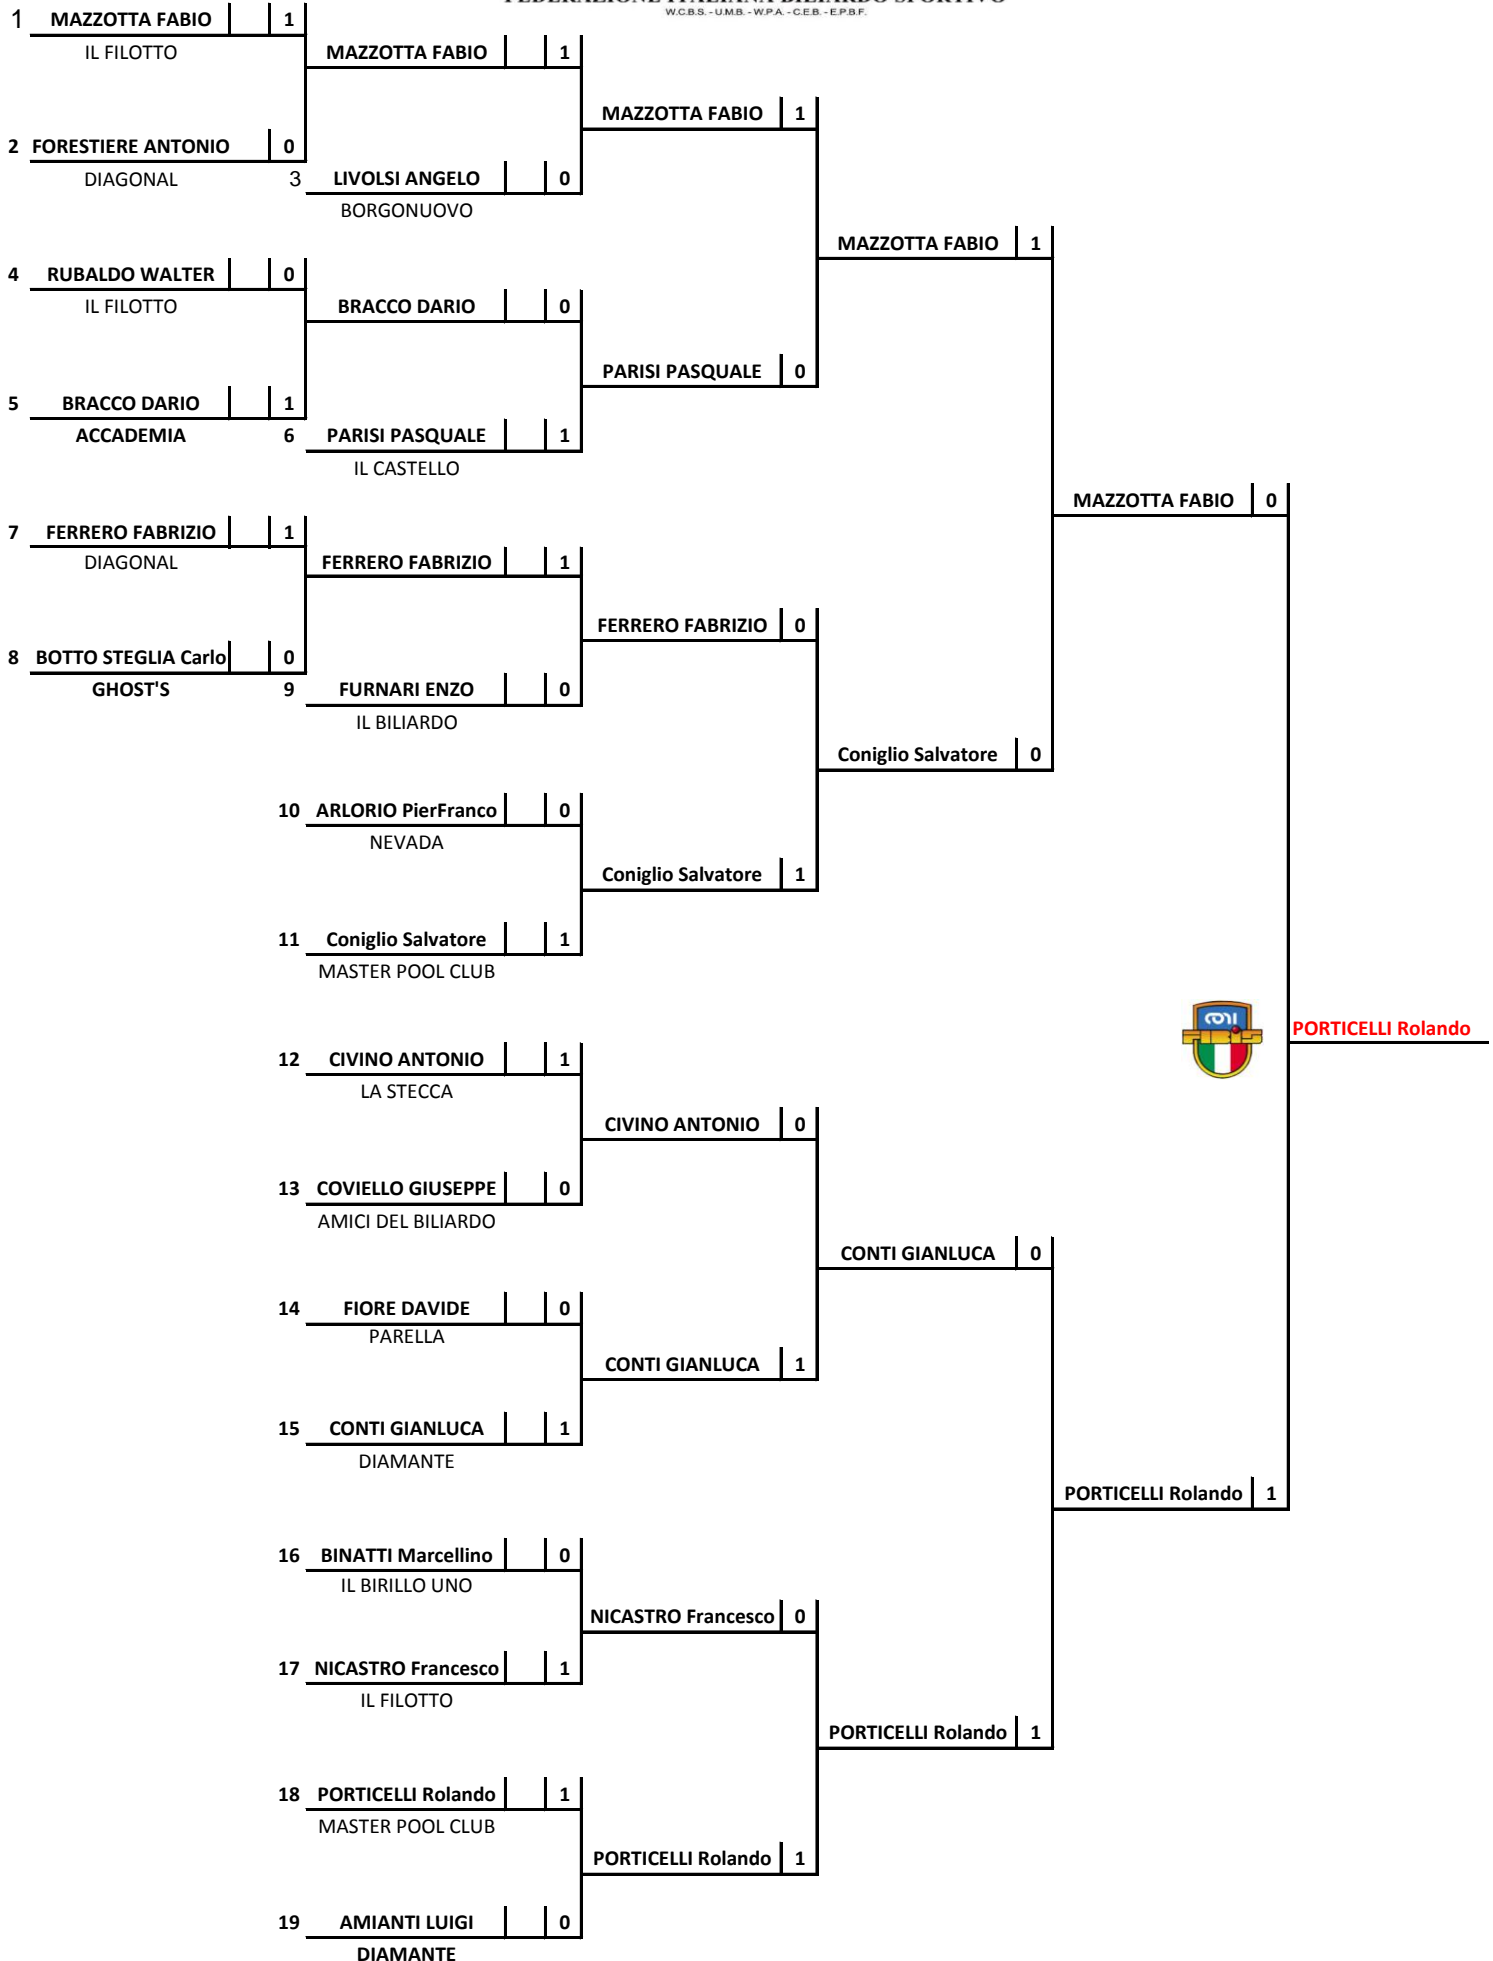 FEDERAZIONE ITALIANA BILIARDO SPORTIVO
W.C.B.S. - U.M.B. - W.P.A. - C.E.B. - E.P.B.F.
1 MAZZOTTA FABIO 1
IL FILOTTO
MAZZOTTA FABIO 1
MAZZOTTA FABIO 1
2 FORESTIERE ANTONIO 0
DIAGONAL
3 LIVOLSI ANGELO 0
BORGONUOVO
MAZZOTTA FABIO 1
4 RUBALDO WALTER 0
IL FILOTTO
BRACCO DARIO 0
PARISI PASQUALE 0
5 BRACCO DARIO 1
ACCADEMIA
6 PARISI PASQUALE 1
IL CASTELLO
MAZZOTTA FABIO 0
7 FERRERO FABRIZIO 1
DIAGONAL
FERRERO FABRIZIO 1
FERRERO FABRIZIO 0
8 BOTTO STEGLIA Carlo 0
GHOST'S
9 FURNARI ENZO 0
IL BILIARDO
Coniglio Salvatore 0
10 ARLORIO PierFranco 0
NEVADA
Coniglio Salvatore 1
11 Coniglio Salvatore 1
MASTER POOL CLUB
CONI
PORTICELLI Rolando
12 CIVINO ANTONIO 1
LA STECCA
CIVINO ANTONIO 0
13 COVIELLO GIUSEPPE 0
AMICI DEL BILIARDO
CONTI GIANLUCA 0
14 FIORE DAVIDE 0
PARELLA
CONTI GIANLUCA 1
15 CONTI GIANLUCA 1
DIAMANTE
PORTICELLI Rolando 1
16 BINATTI Marcellino 0
IL BIRILLO UNO
NICASTRO Francesco 0
17 NICASTRO Francesco 1
IL FILOTTO
PORTICELLI Rolando 1
18 PORTICELLI Rolando 1
MASTER POOL CLUB
PORTICELLI Rolando 1
19 AMIANTI LUIGI 0
DIAMANTE